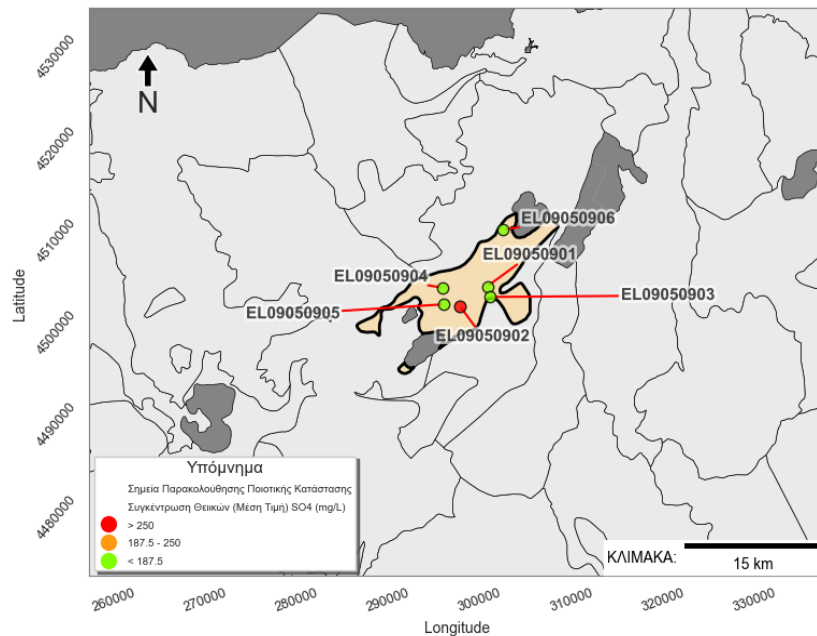 4530000
4520000
4510000
4500000
4490000
4480000
Latitude
N
EL09050906
EL09050901
EL09050904
EL09050903
EL09050905
EL09050902
Υπόμνημα
Σημεία Παρακολούθησης Ποιοτικής Κατάστασης
Συγκέντρωση Θειικών (Μέση Τιμή) SO4 (mg/L)
> 250
187.5 - 250
< 187.5
ΚΛΙΜΑΚΑ:
15 km
260000
270000
280000
290000
300000
310000
320000
330000
Longitude